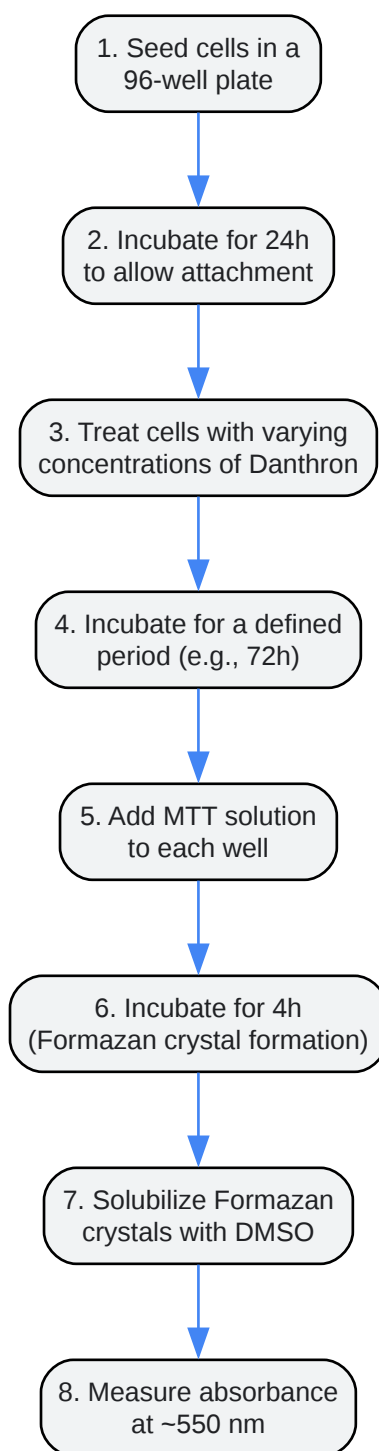 1. Seed cells in a
96-well plate
2. Incubate for 24h
to allow attachment
3. Treat cells with varying
concentrations of Danthron
4. Incubate for a defined
period (e.g., 72h)
5. Add MTT solution
to each well
6. Incubate for 4h
(Formazan crystal formation)
7. Solubilize Formazan
crystals with DMSO
8. Measure absorbance
at ~550 nm